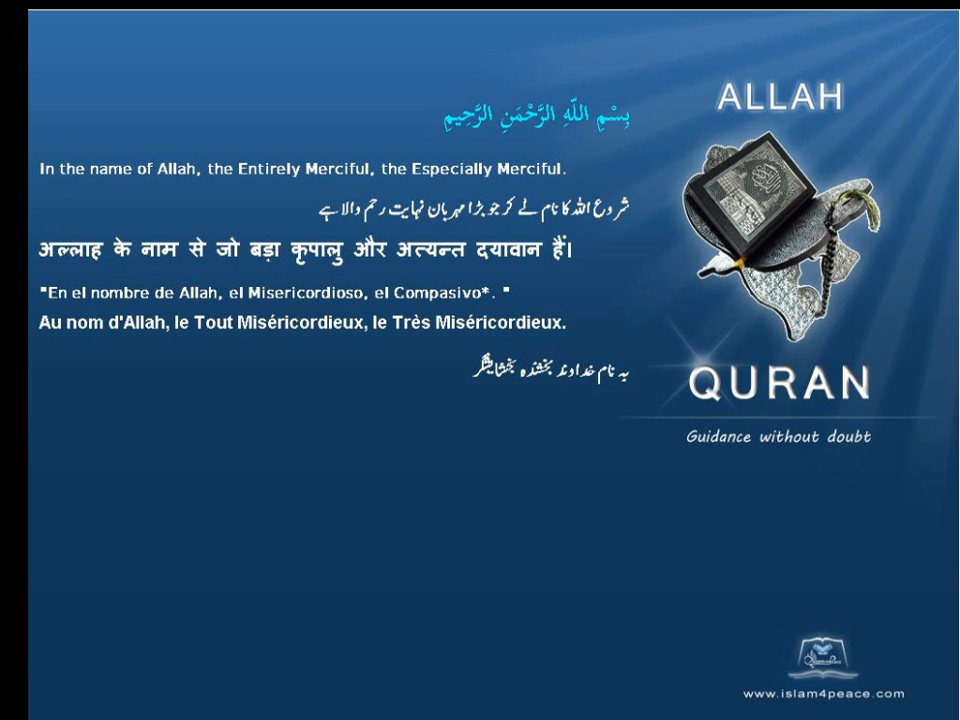 بِسْمِ اللّهِ الرَّحْمَنِ الرَّحِيمِ
In the name of Allah, the Entirely Merciful, the Especially Merciful.
شروع الله کا نام لے کر جو بڑا مہربان نہایت رحم والا ہے
अल्लाह के नाम से जो बड़ा कृपालु और अत्यन्त दयावान हैं।
"En el nombre de Allah, el Misericordioso, el Compasivo*. "
Au nom d'Allah, le Tout Miséricordieux, le Très Miséricordieux.
به نام خداوند بخشنده بخشایشگر
ALLAH
QURAN
Guidance without doubt
www.islam4peace.com